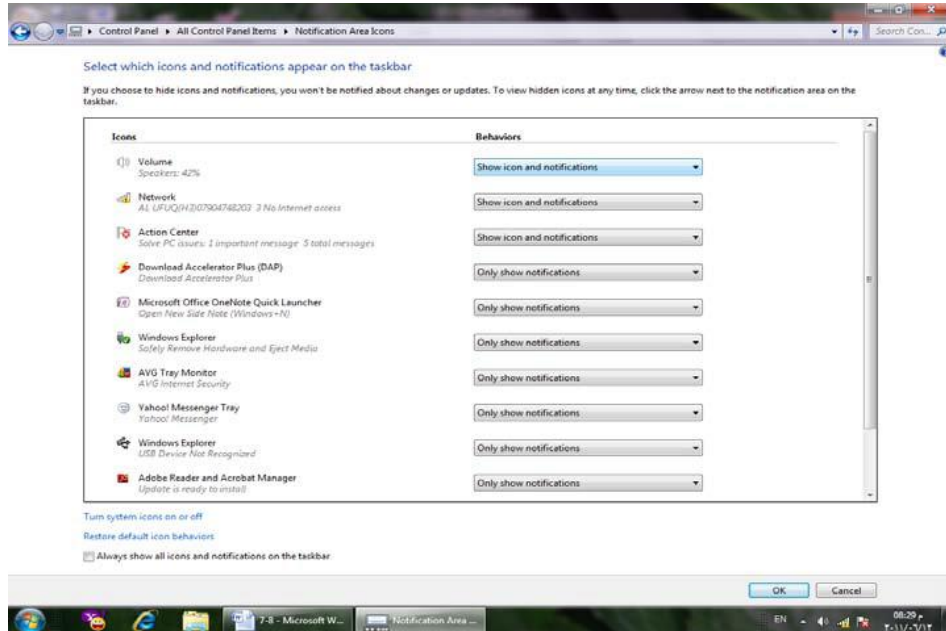 Control Panel ▸ All Control Panel Items ▸ Notification Area Icons
Search Con...
Select which icons and notifications appear on the taskbar
If you choose to hide icons and notifications, you won't be notified about changes or updates. To view hidden icons at any time, click the arrow next to the notification area on the
taskbar.
Icons Behaviors
Volume
Speakers: 42%
Show icon and notifications
Network
AL UFUQ(H3)07904748203 3 No Internet access
Show icon and notifications
Action Center
Solve PC issues: 1 important message 5 total messages
Show icon and notifications
Download Accelerator Plus (DAP)
Download Accelerator Plus
Only show notifications
Microsoft Office OneNote Quick Launcher
Open New Side Note (Windows+N)
Only show notifications
Windows Explorer
Safely Remove Hardware and Eject Media
Only show notifications
AVG Tray Monitor
AVG Internet Security
Only show notifications
Yahoo! Messenger Tray
Yahoo! Messenger
Only show notifications
Windows Explorer
USB Device Not Recognized
Only show notifications
Adobe Reader and Acrobat Manager
Update is ready to install
Only show notifications
Turn system icons on or off
Restore default icon behaviors
Always show all icons and notifications on the taskbar
OK Cancel
7-8 - Microsoft W...
Notification Area ...
EN
08:29 م
٢٠١١/٠٦/١٢